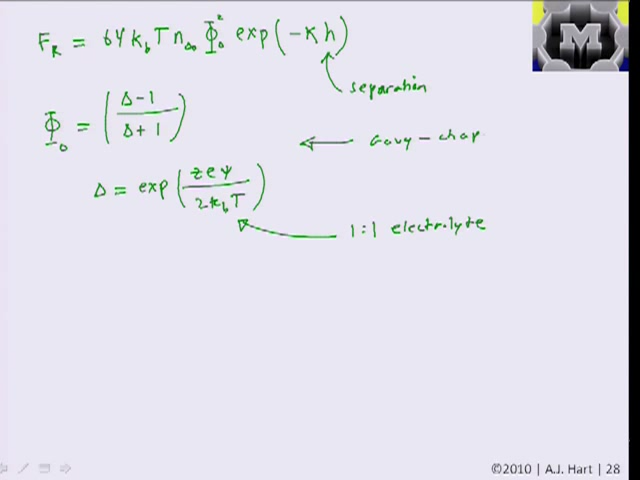 F_R = 64 k_b T n_∞ Φ_0^2 exp(-κh)
separation
Φ_0 = (Δ-1 / Δ+1)
Gouy-chap
Δ = exp(zeψ / 2k_bT)
1:1 electrolyte
M
©2010 | A.J. Hart | 28